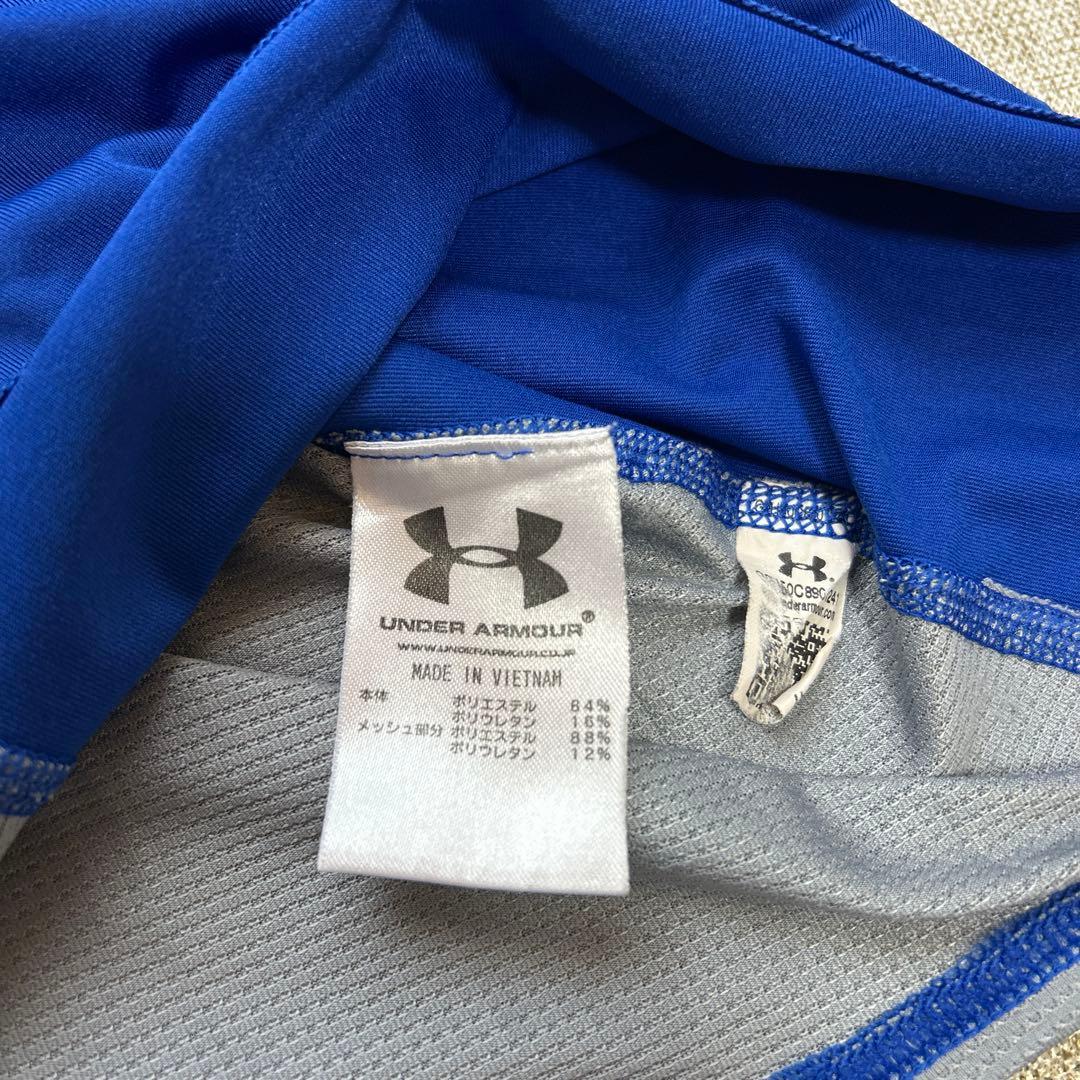 UNDER ARMOUR®
WWW.UNDERARMOUR.CO.JP
MADE IN VIETNAM
本体 ポリエステル 84%
ポリウレタン 16%
メッシュ部分 ポリエステル 88%
ポリウレタン 12%